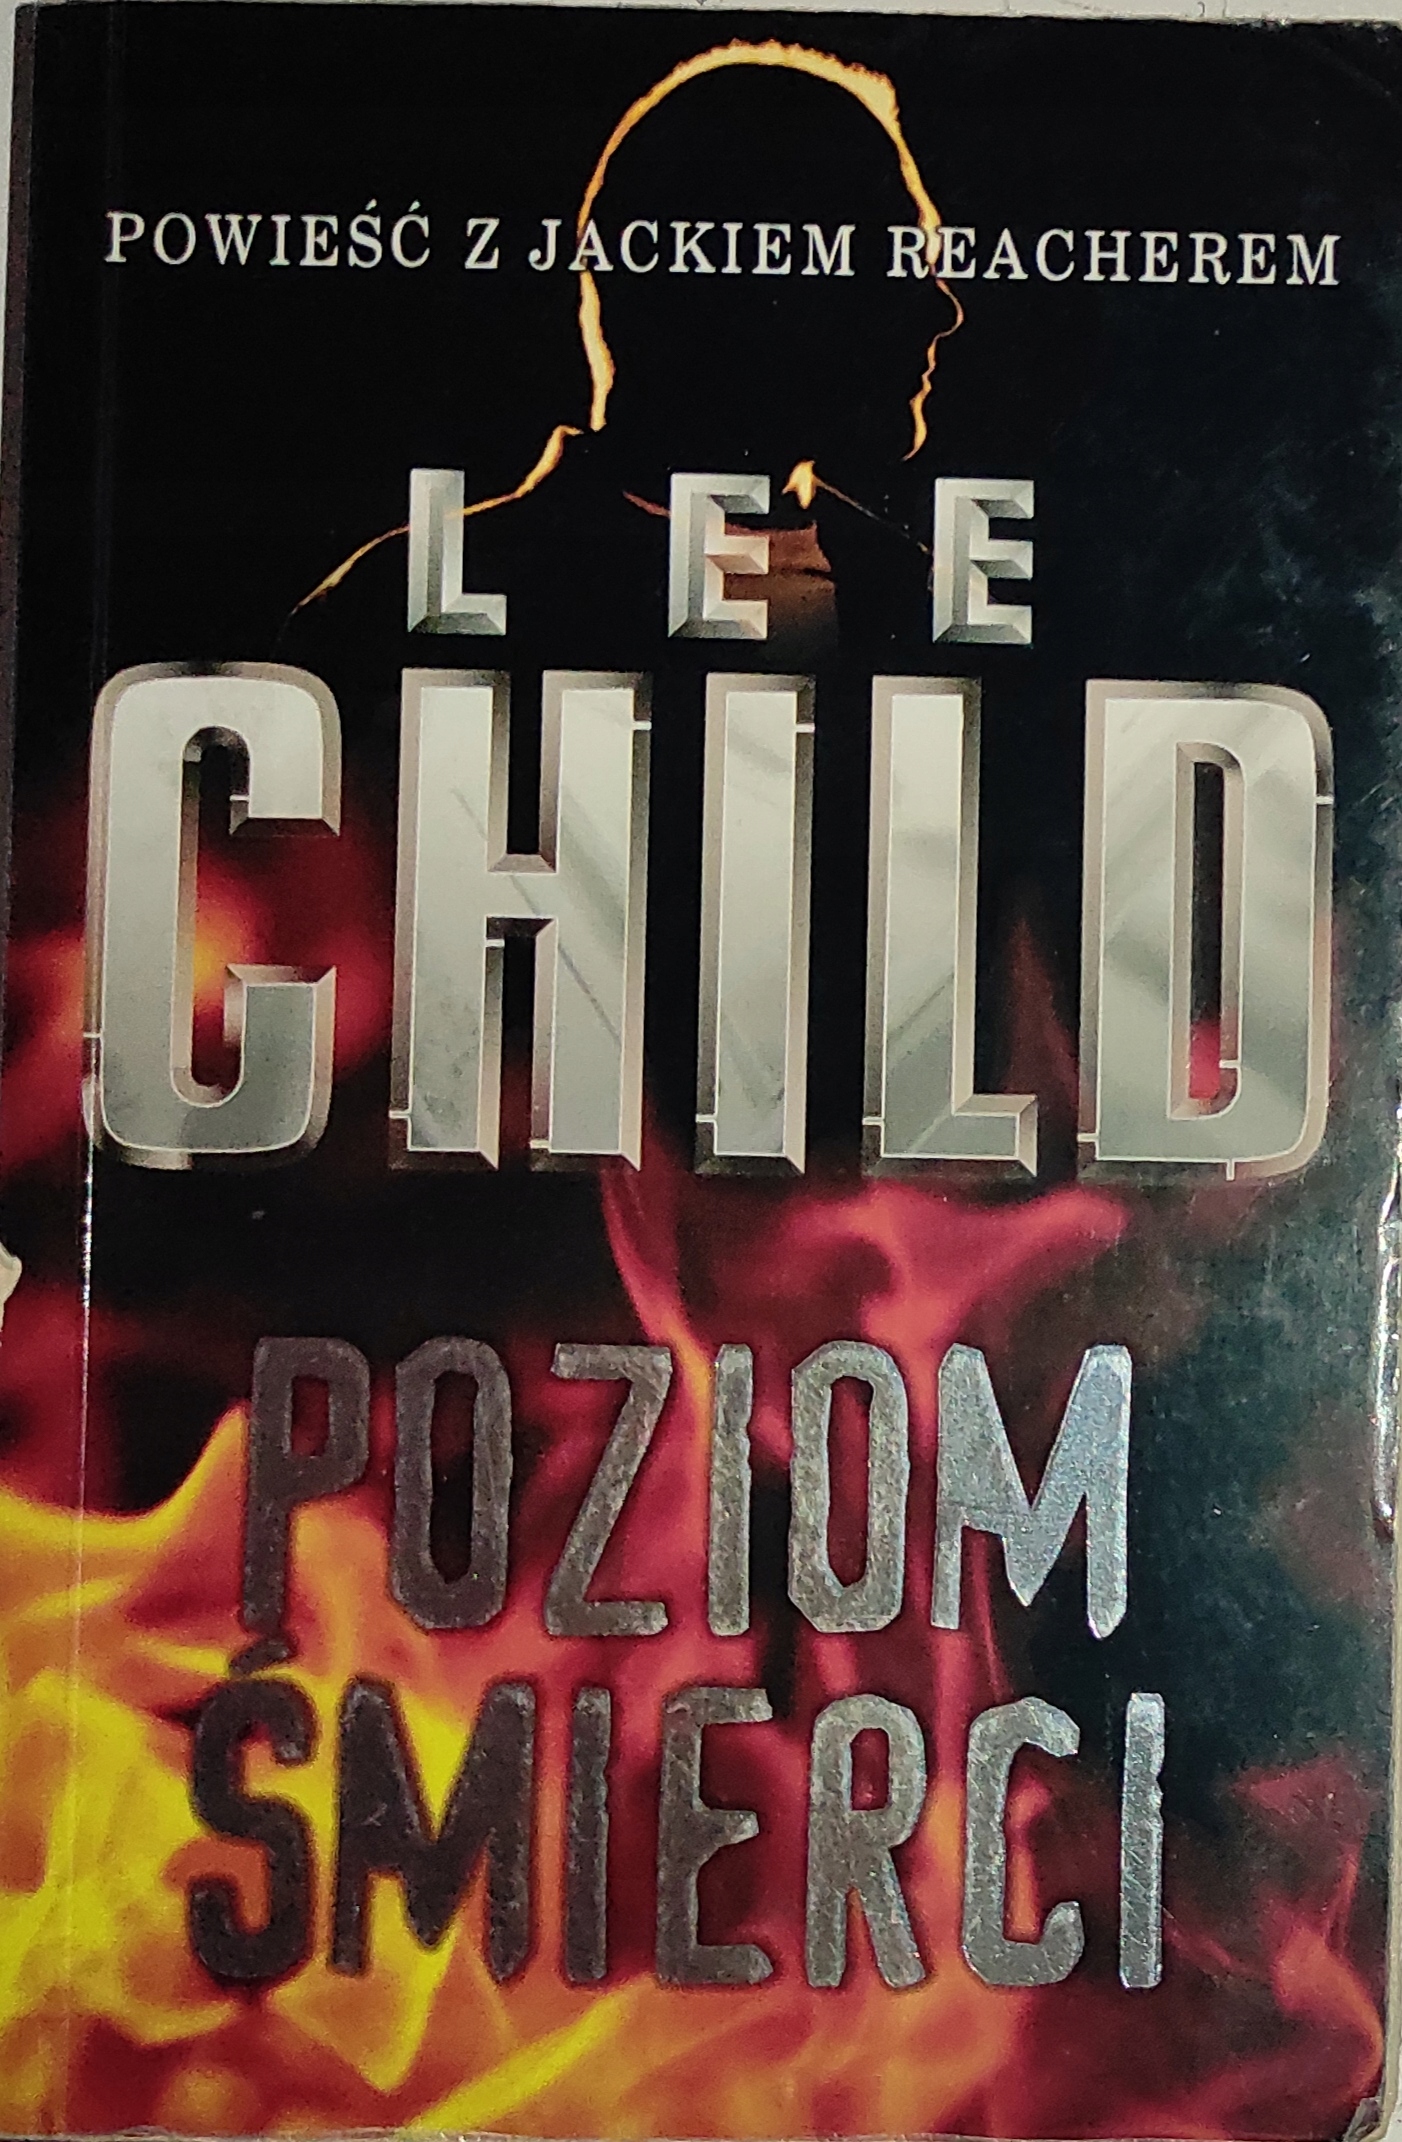 POWIEŚĆ Z JACKIEM REACHEREM
LEE
CHILD
POZIOM
ŚMIERCI